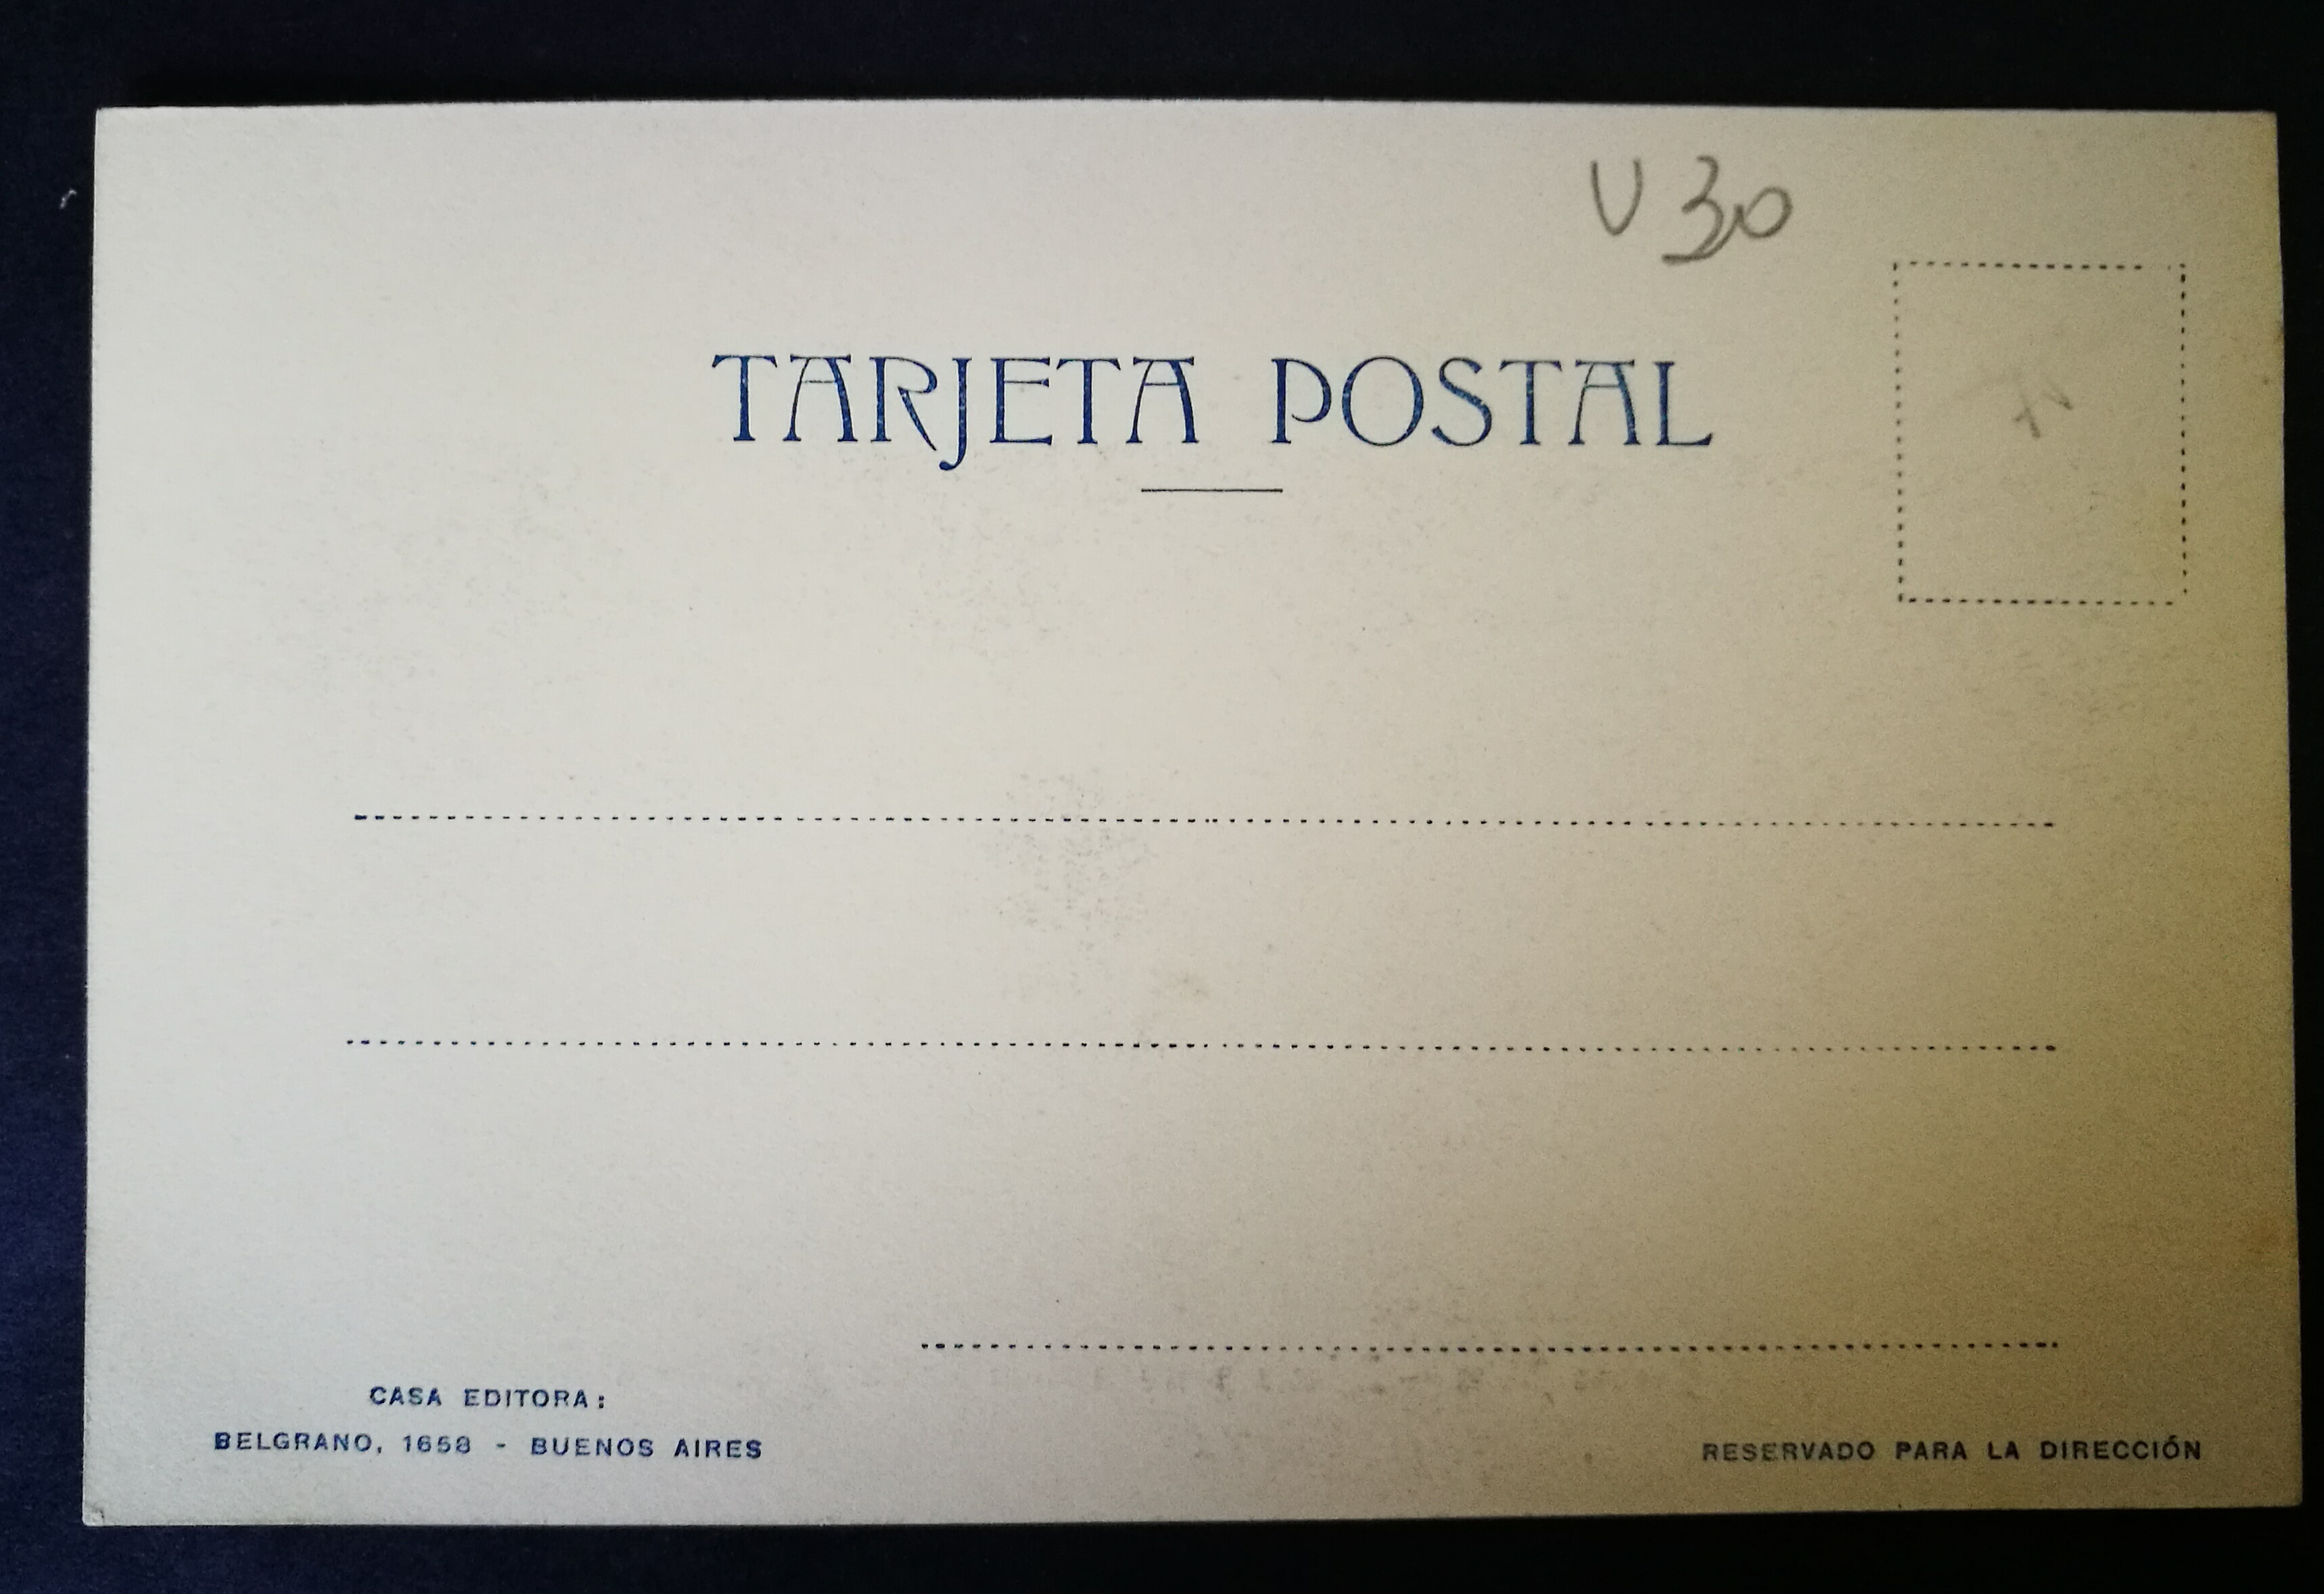 U 30
TARJETA POSTAL
CASA EDITORA:
BELGRANO, 1658 - BUENOS AIRES
RESERVADO PARA LA DIRECCIÓN